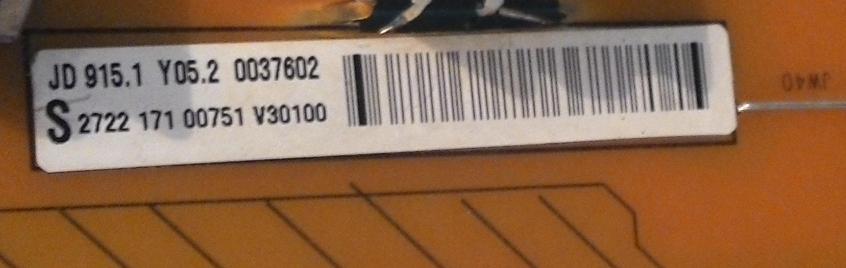 JD 915.1 Y05.2 0037602
S 2722 171 00751 V30100
JW40